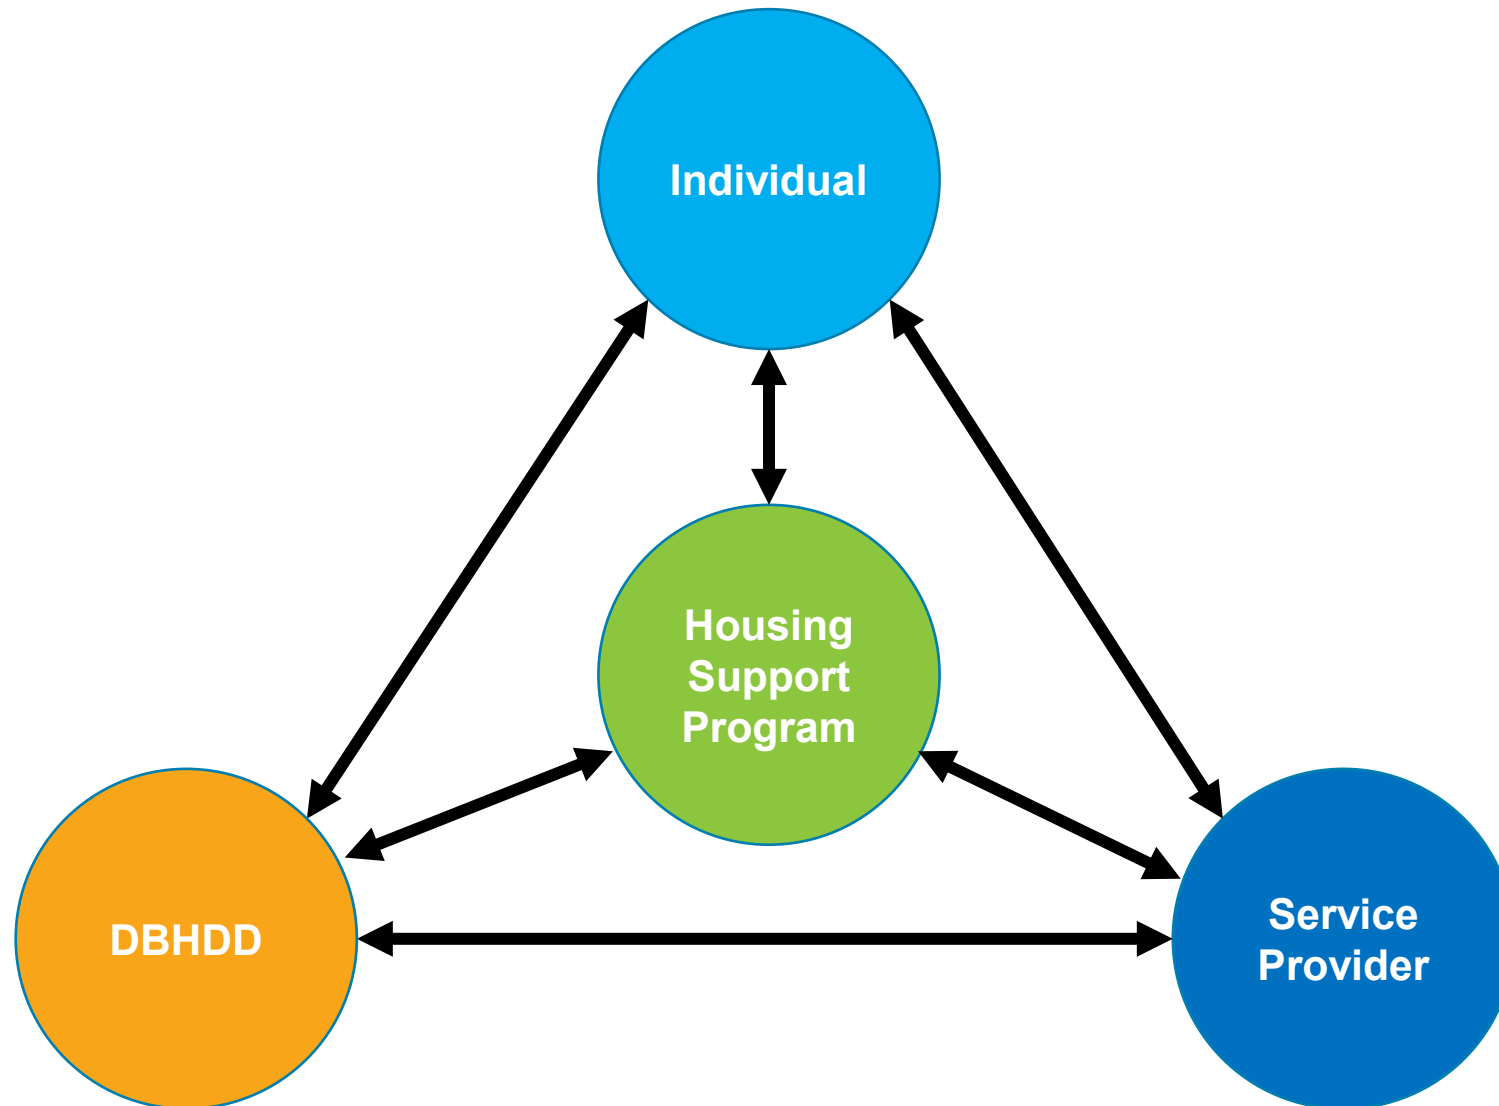 Individual
Housing
Support
Program
DBHDD
Service
Provider